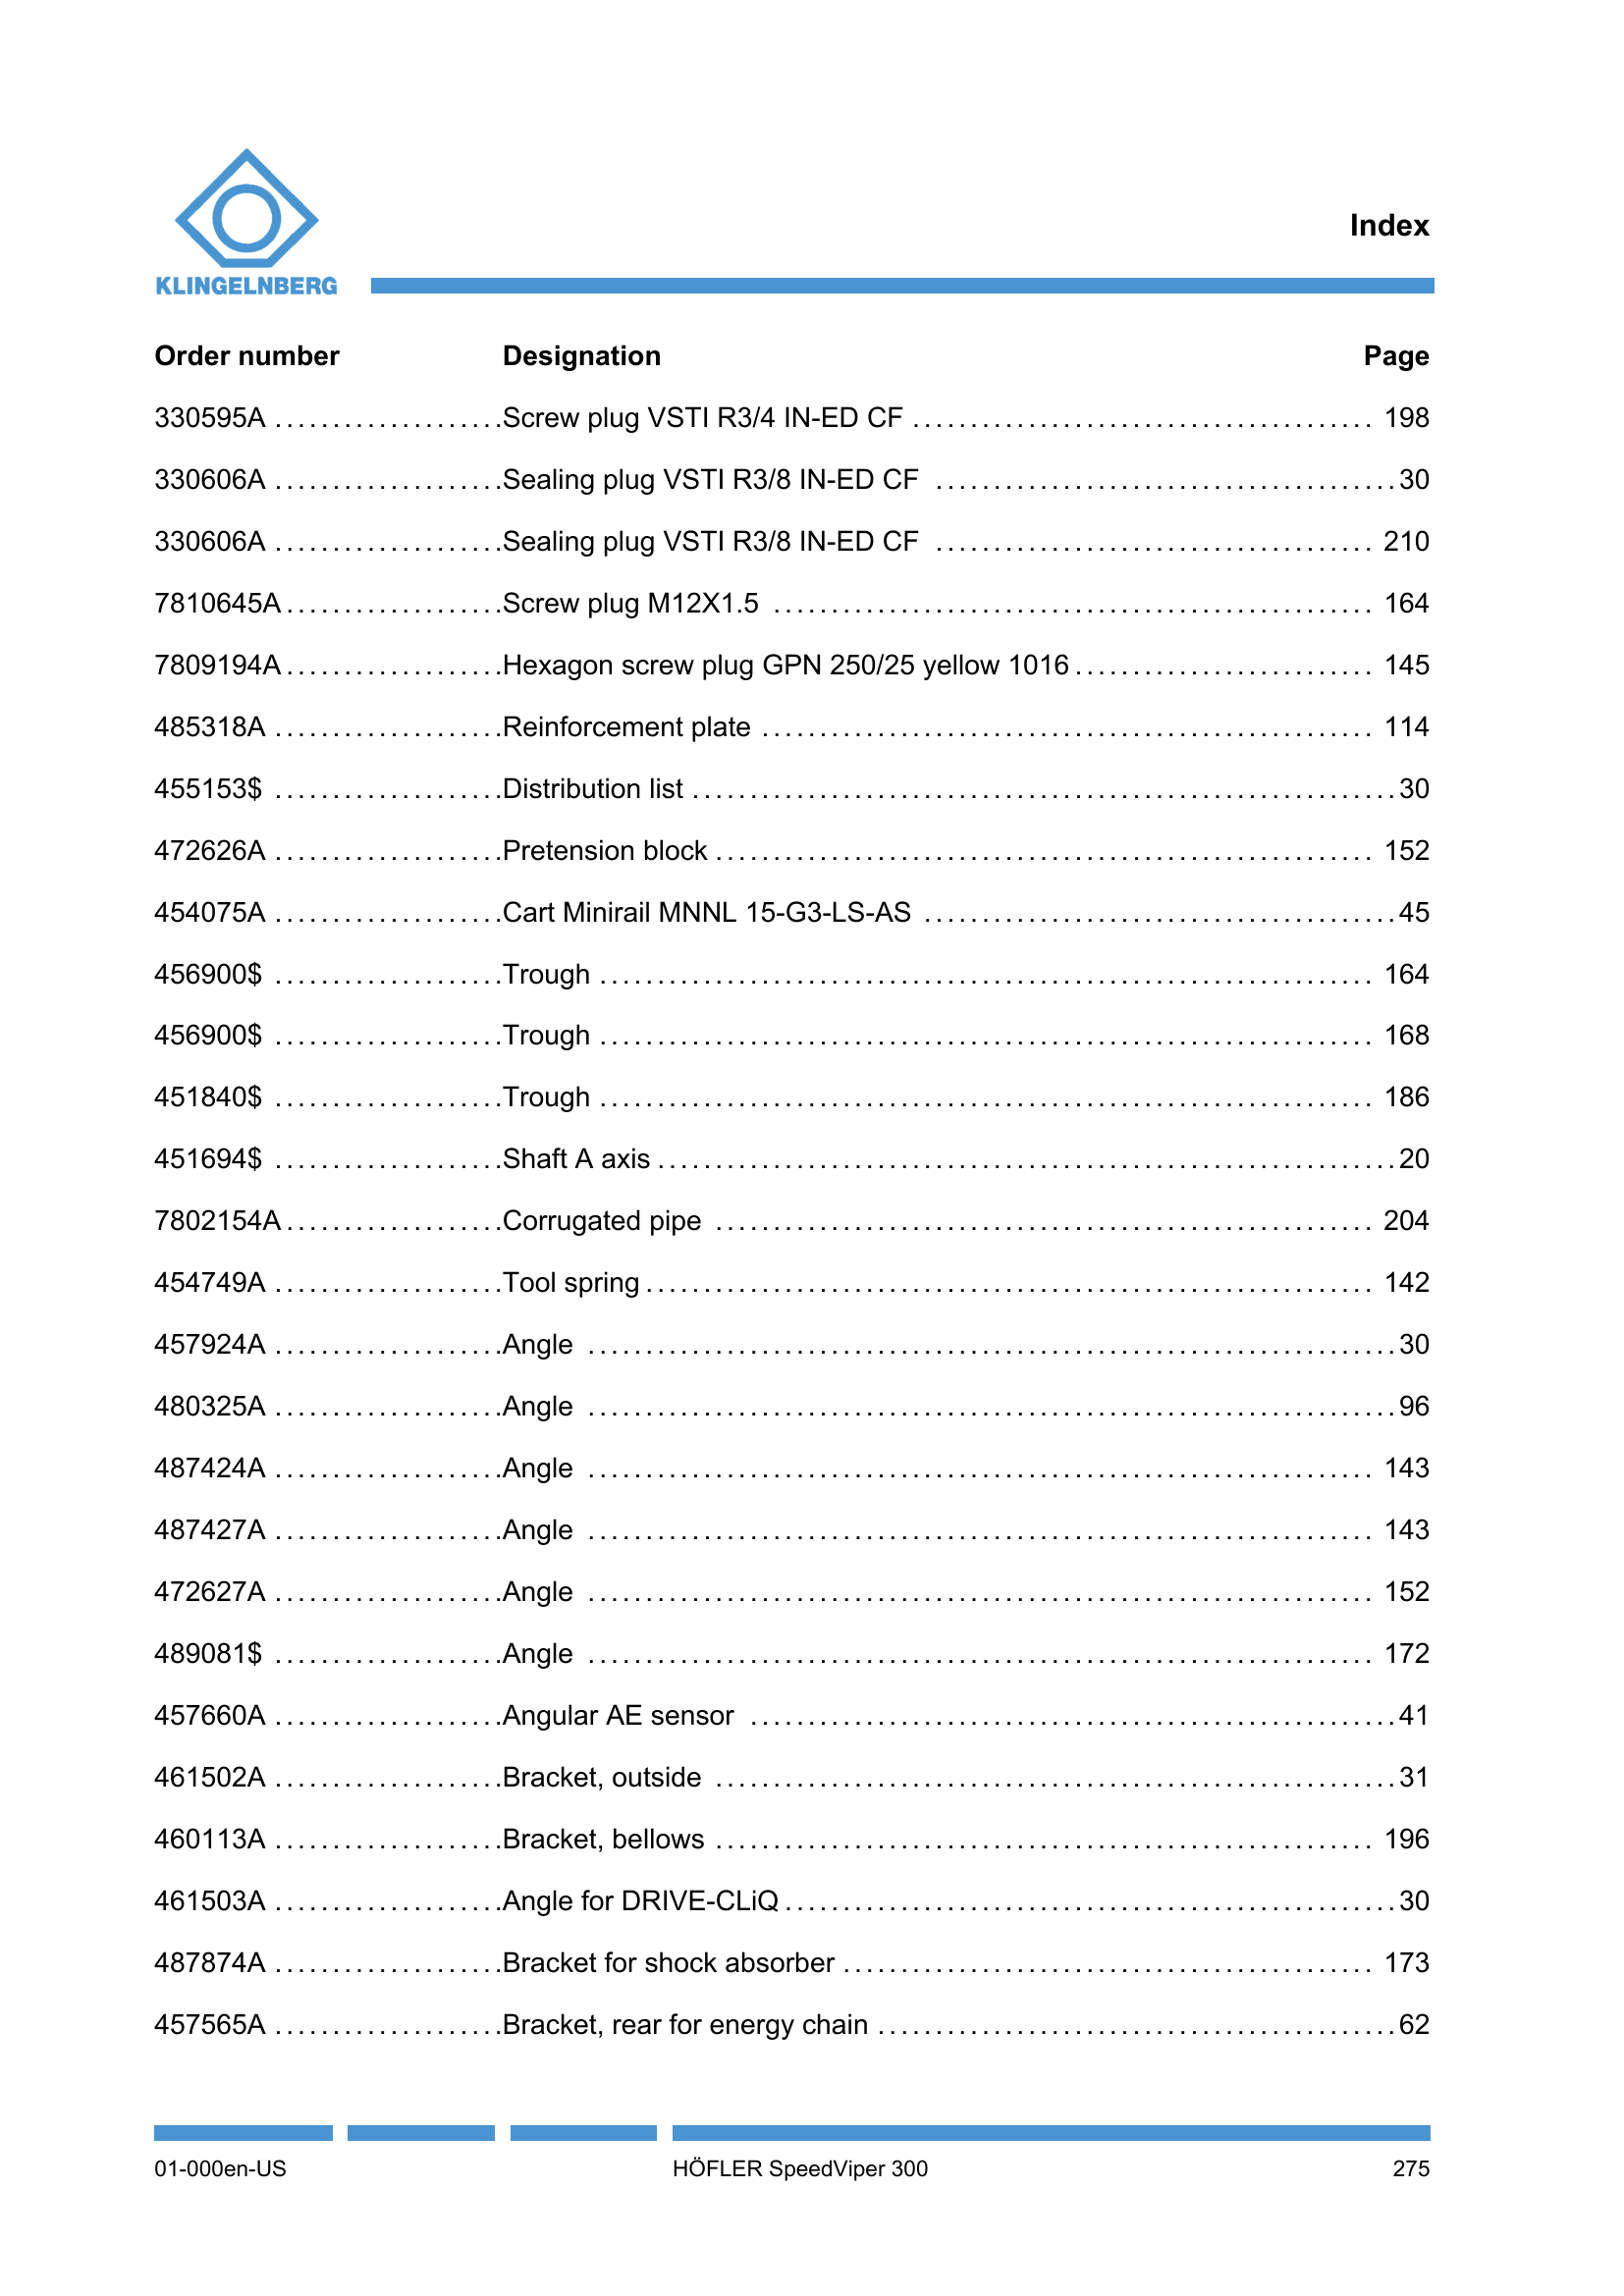 KLINGELNBERG
Index
Order number Designation Page
330595A ....................Screw plug VSTI R3/4 IN-ED CF ........................................ 198
330606A ....................Sealing plug VSTI R3/8 IN-ED CF ........................................30
330606A ....................Sealing plug VSTI R3/8 IN-ED CF ...................................... 210
7810645A...................Screw plug M12X1.5 .................................................... 164
7809194A...................Hexagon screw plug GPN 250/25 yellow 1016.......................... 145
485318A ....................Reinforcement plate ..................................................... 114
455153$ ....................Distribution list .............................................................30
472626A ....................Pretension block ......................................................... 152
454075A ....................Cart Minirail MNNL 15-G3-LS-AS .........................................45
456900$ ....................Trough ................................................................... 164
456900$ ....................Trough ................................................................... 168
451840$ ....................Trough ................................................................... 186
451694$ ....................Shaft A axis ................................................................20
7802154A...................Corrugated pipe ......................................................... 204
454749A ....................Tool spring............................................................... 142
457924A ....................Angle ......................................................................30
480325A ....................Angle ......................................................................96
487424A ....................Angle .................................................................... 143
487427A ....................Angle .................................................................... 143
472627A ....................Angle .................................................................... 152
489081$ ....................Angle .................................................................... 172
457660A ....................Angular AE sensor ........................................................41
461502A ....................Bracket, outside ...........................................................31
460113A ....................Bracket, bellows ......................................................... 196
461503A ....................Angle for DRIVE-CLiQ.....................................................30
487874A ....................Bracket for shock absorber .............................................. 173
457565A ....................Bracket, rear for energy chain .............................................62
01-000en-US HÖFLER SpeedViper 300 275